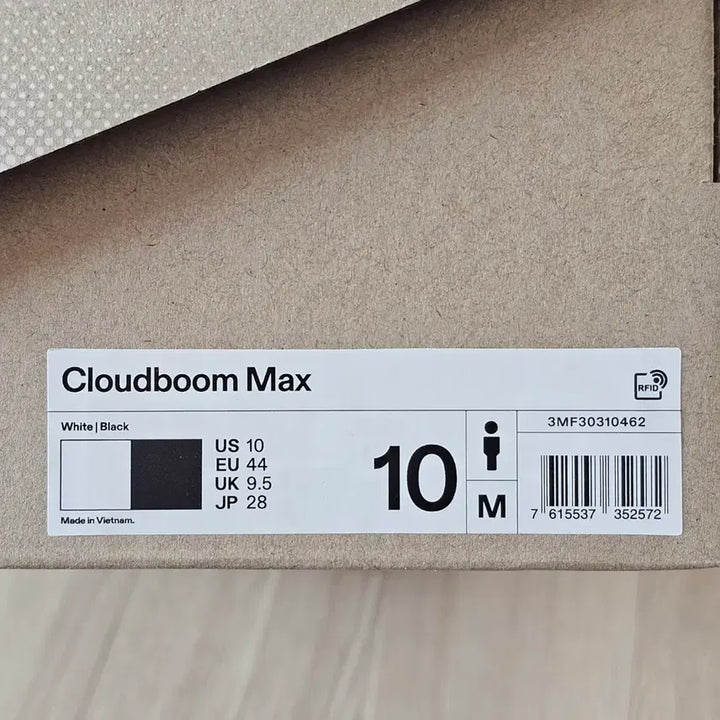 Cloudboom Max
RFID
White | Black
US 10
EU 44
UK 9.5
JP 28
Made in Vietnam.
10
M
3MF30310462
7 615537 352572